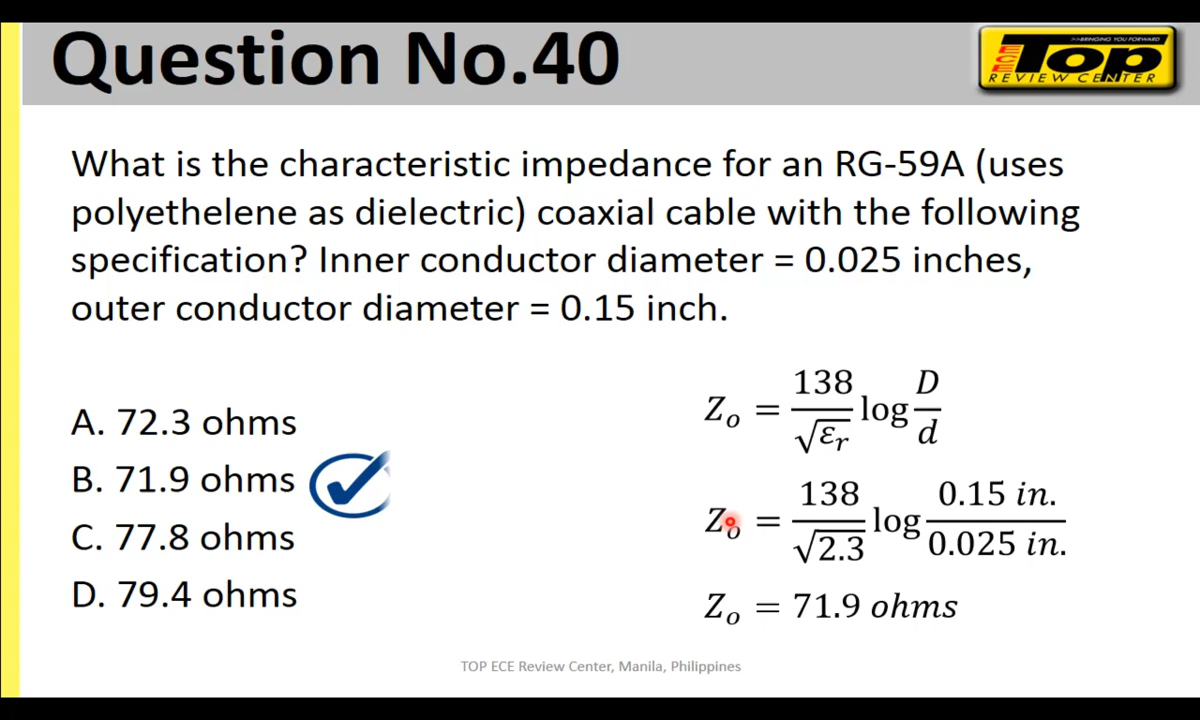 Question No.40
>>BRINGING YOU FORWARD
ECE Top
REVIEW CENTER
What is the characteristic impedance for an RG-59A (uses
polyethelene as dielectric) coaxial cable with the following
specification? Inner conductor diameter = 0.025 inches,
outer conductor diameter = 0.15 inch.
A. 72.3 ohms
B. 71.9 ohms
C. 77.8 ohms
D. 79.4 ohms
Zₒ = 138/√εᵣ log D/d
Zₒ = 138/√2.3 log 0.15 in./0.025 in.
Zₒ = 71.9 ohms
TOP ECE Review Center, Manila, Philippines